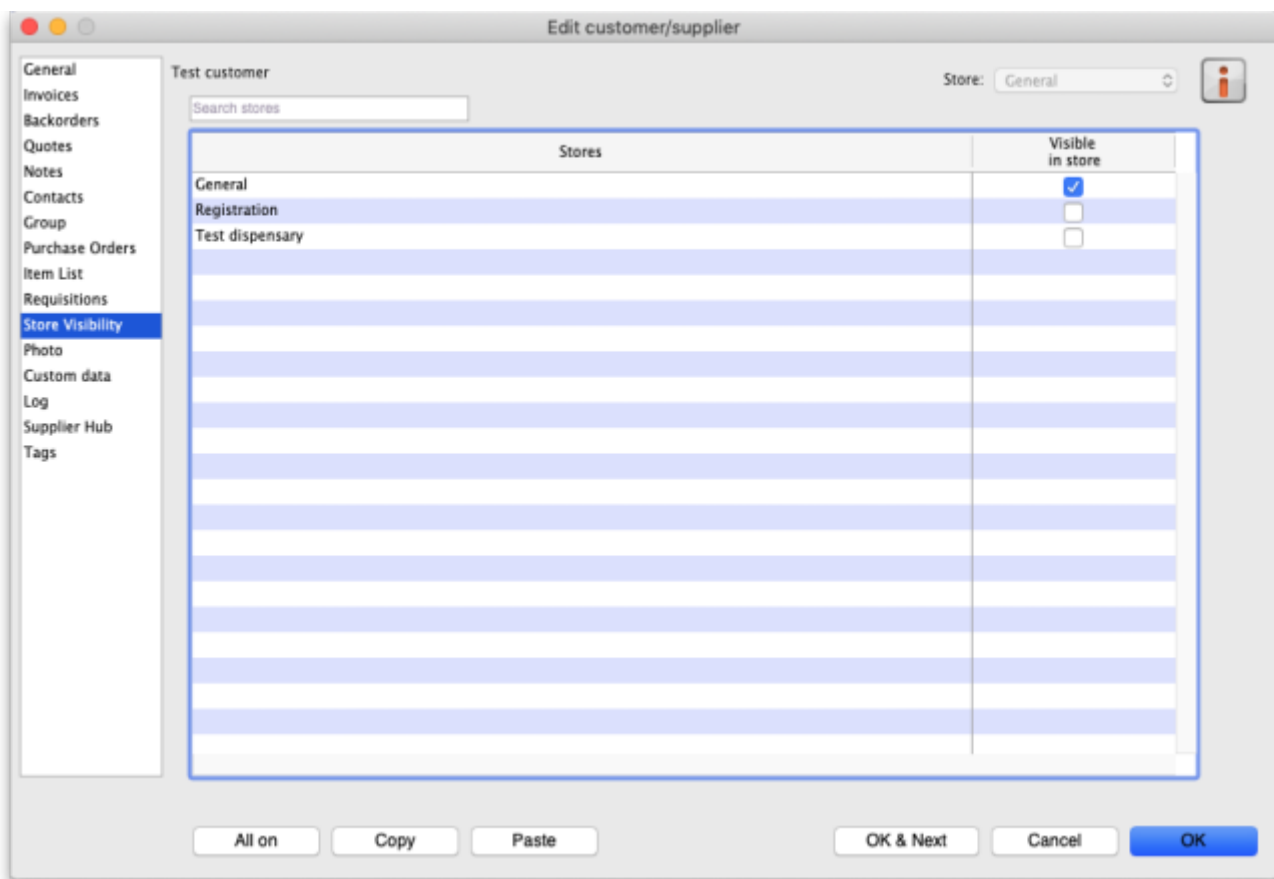 Edit customer/supplier
General
Invoices
Backorders
Quotes
Notes
Contacts
Group
Purchase Orders
Item List
Requisitions
Store Visibility
Photo
Custom data
Log
Supplier Hub
Tags
Test customer
Store: General
Search stores
Stores
Visible
in store
General
Registration
Test dispensary
All on
Copy
Paste
OK & Next
Cancel
OK